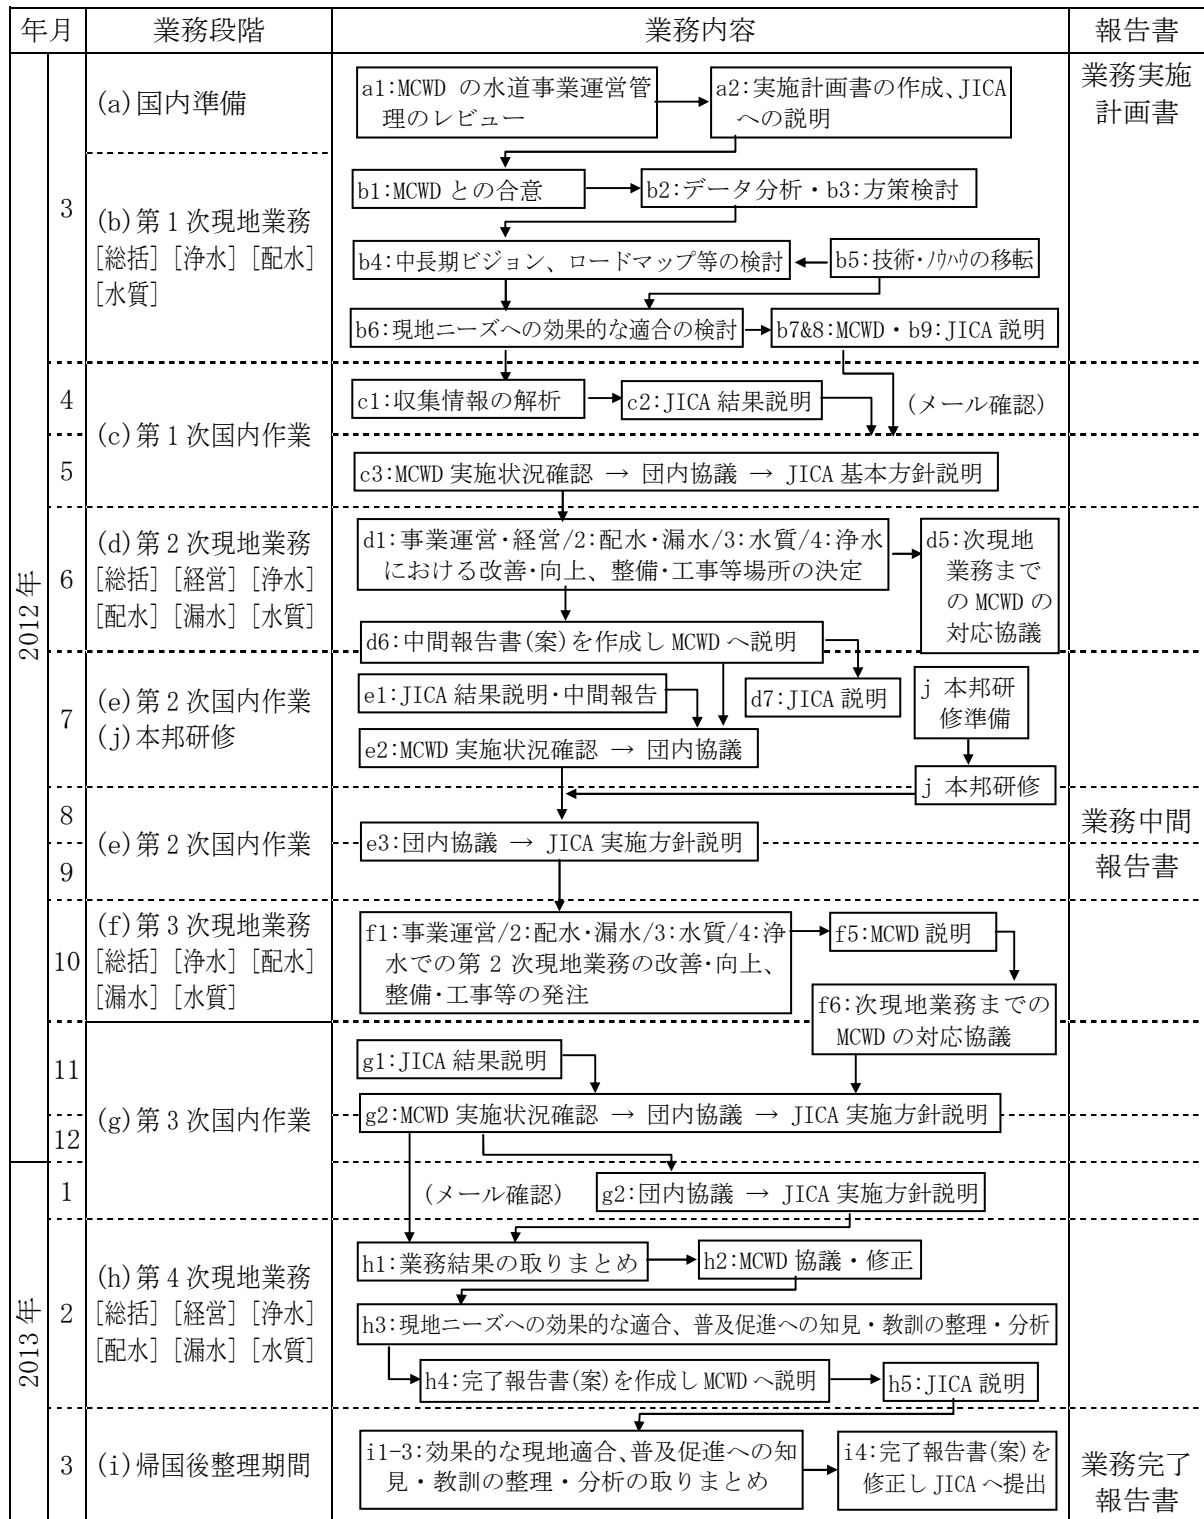 年月
業務段階
業務内容
報告書
2012年
3
(a)国内準備
a1:MCWD の水道事業運営管
理のレビュー
a2:実施計画書の作成、JICA
への説明
業務実施
計画書
(b)第1次現地業務
[総括] [浄水] [配水]
[水質]
b1:MCWD との合意
b2:データ分析・b3:方策検討
b4:中長期ビジョン、ロードマップ等の検討
b5:技術・ﾉｳﾊｳの移転
b6:現地ニーズへの効果的な適合の検討
b7&8:MCWD・b9:JICA 説明
4
(c)第1次国内作業
c1:収集情報の解析
c2:JICA 結果説明
(メール確認)
5
c3:MCWD 実施状況確認 → 団内協議 → JICA 基本方針説明
6
(d)第2次現地業務
[総括] [経営] [浄水]
[配水] [漏水] [水質]
d1:事業運営・経営/2:配水・漏水/3:水質/4:浄水
における改善・向上、整備・工事等場所の決定
d5:次現地
業務まで
の MCWD の
対応協議
d6:中間報告書(案)を作成し MCWD へ説明
7
(e)第2次国内作業
(j)本邦研修
e1:JICA 結果説明・中間報告
d7:JICA 説明
j 本邦研
修準備
e2:MCWD 実施状況確認 → 団内協議
j 本邦研修
8
9
(e)第2次国内作業
e3:団内協議 → JICA 実施方針説明
業務中間
報告書
10
(f)第3次現地業務
[総括] [浄水] [配水]
[漏水] [水質]
f1:事業運営/2:配水・漏水/3:水質/4:浄
水での第2次現地業務の改善・向上、
整備・工事等の発注
f5:MCWD 説明
f6:次現地業務までの
MCWD の対応協議
11
12
(g)第3次国内作業
g1:JICA 結果説明
g2:MCWD 実施状況確認 → 団内協議 → JICA 実施方針説明
2013年
1
(メール確認)
g2:団内協議 → JICA 実施方針説明
2
(h)第4次現地業務
[総括] [経営] [浄水]
[配水] [漏水] [水質]
h1:業務結果の取りまとめ
h2:MCWD 協議・修正
h3:現地ニーズへの効果的な適合、普及促進への知見・教訓の整理・分析
h4:完了報告書(案)を作成し MCWD へ説明
h5:JICA 説明
3
(i)帰国後整理期間
i1-3:効果的な現地適合、普及促進への知
見・教訓の整理・分析の取りまとめ
i4:完了報告書(案)を
修正し JICA へ提出
業務完了
報告書